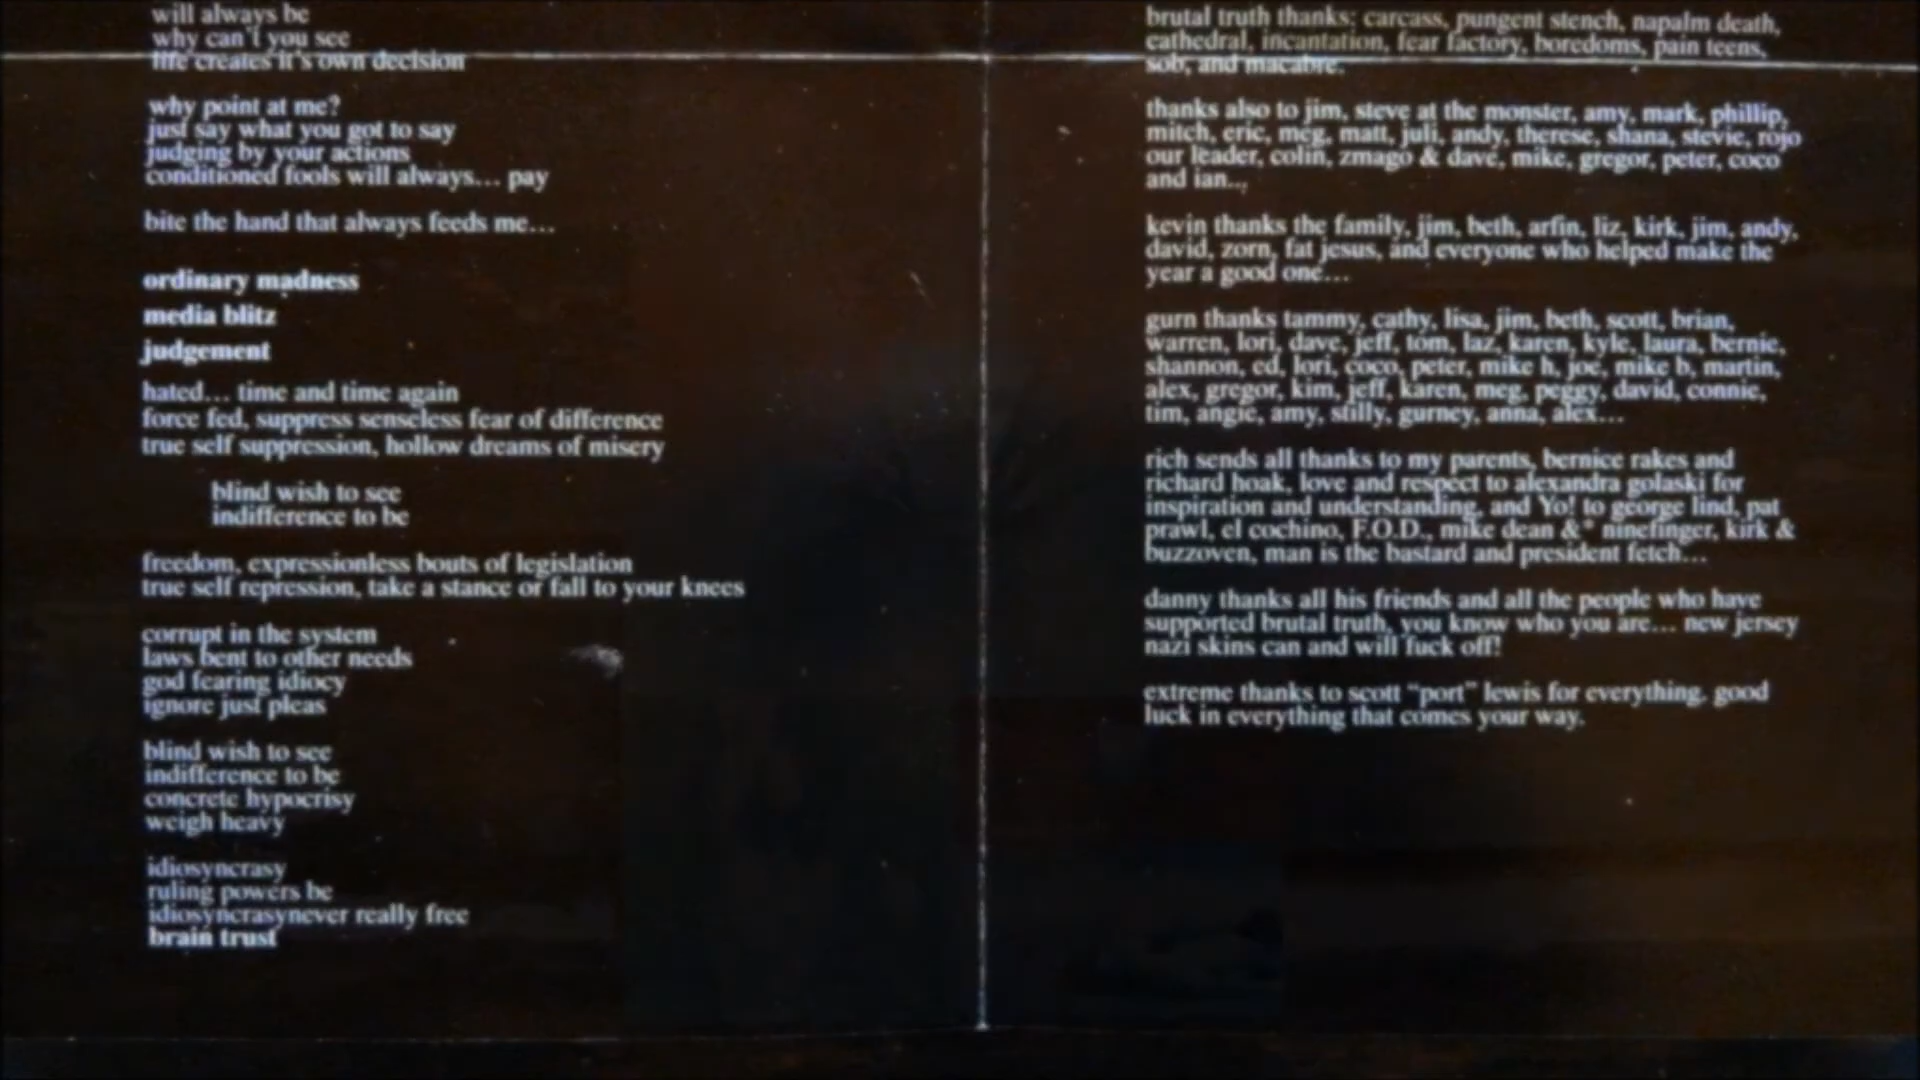 will always be
why can't you see
life creates it's own decision
why point at me?
just say what you got to say
judging by your actions
conditioned fools will always... pay
bite the hand that always feeds me...
ordinary madness
media blitz
judgement
hated... time and time again
force fed, suppress senseless fear of difference
true self suppression, hollow dreams of misery
blind wish to see
indifference to be
freedom, expressionless bouts of legislation
true self repression, take a stance or fall to your knees
corrupt in the system
laws bent to other needs
god fearing idiocy
ignore just pleas
blind wish to see
indifference to be
concrete hypocrisy
weigh heavy
idiosyncrasy
ruling powers be
idiosyncrasynever really free
brain trust
brutal truth thanks: carcass, pungent stench, napalm death,
cathedral, incantation, fear factory, boredoms, pain teens,
sob, and macabre.
thanks also to jim, steve at the monster, amy, mark, phillip,
mitch, eric, meg, matt, juli, andy, therese, shana, stevie, rojo
our leader, colin, zmago & dave, mike, gregor, peter, coco
and ian...
kevin thanks the family, jim, beth, arfin, liz, kirk, jim, andy,
david, zorn, fat jesus, and everyone who helped make the
year a good one...
gurn thanks tammy, cathy, lisa, jim, beth, scott, brian,
warren, lori, dave, jeff, tom, laz, karen, kyle, laura, bernie,
shannon, ed, lori, coco, peter, mike h, joe, mike b, martin,
alex, gregor, kim, jeff, karen, meg, peggy, david, connie,
tim, angie, amy, stilly, gurney, anna, alex...
rich sends all thanks to my parents, bernice rakes and
richard hoak, love and respect to alexandra golaski for
inspiration and understanding, and Yo! to george lind, pat
prawl, el cochino, F.O.D., mike dean &* ninefinger, kirk &
buzzoven, man is the bastard and president fetch...
danny thanks all his friends and all the people who have
supported brutal truth, you know who you are... new jersey
nazi skins can and will fuck off!
extreme thanks to scott "port" lewis for everything. good
luck in everything that comes your way.